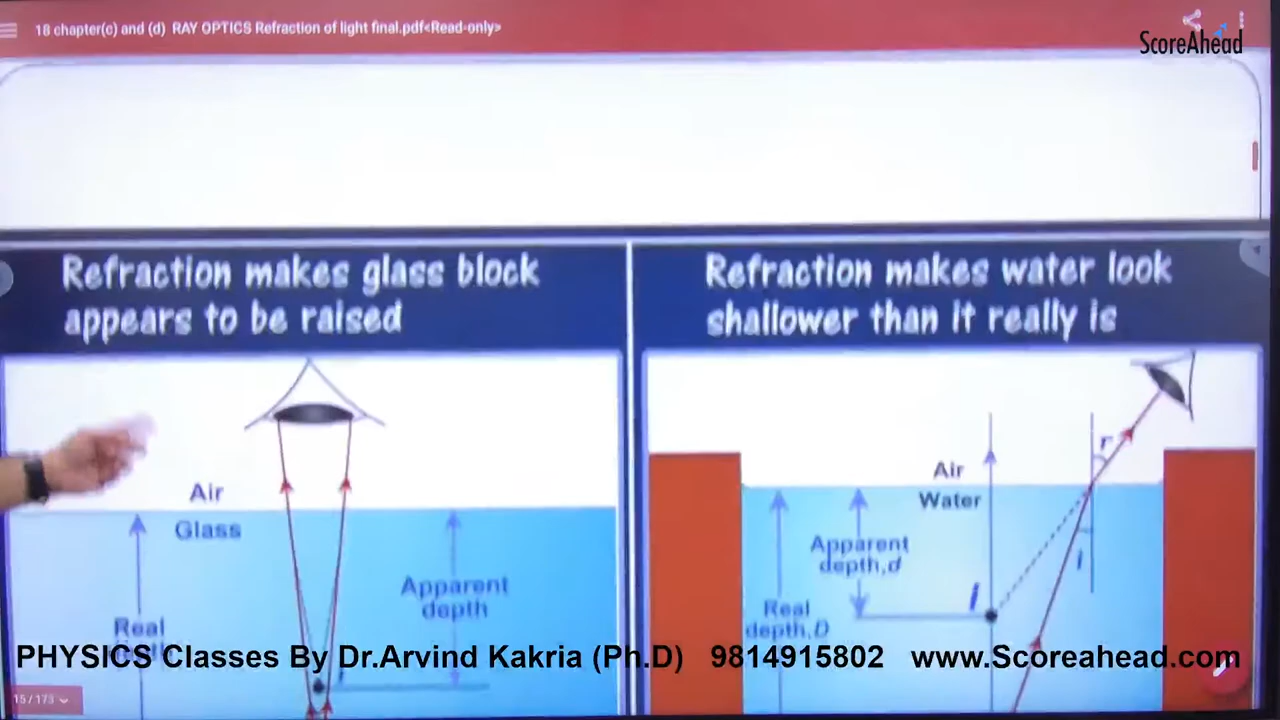 18 chapter(c) and (d) RAY OPTICS Refraction of light final.pdf<Read-only>
ScoreAhead
Refraction makes glass block
appears to be raised
Refraction makes water look
shallower than it really is
Air
Glass
Real
Apparent
depth
Air
Water
Apparent
depth,d
Real
depth,D
r
i
i
PHYSICS Classes By Dr.Arvind Kakria (Ph.D) 9814915802 www.Scoreahead.com
15 / 173